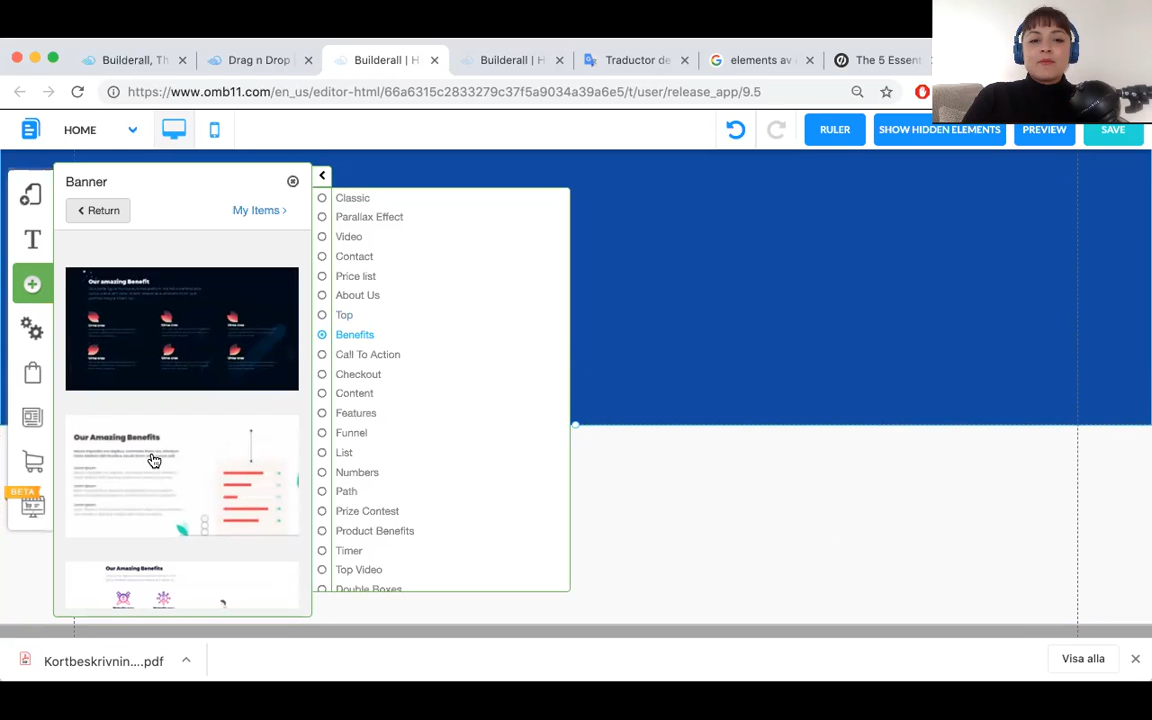 Builderall, Th
Drag n Drop
Builderall | H
Builderall | H
Traductor de
elements av
The 5 Essen
https://www.omb11.com/en_us/editor-html/66a6315c2833279c37f5a9034a39a6e5/t/user/release_app/9.5
HOME
RULER
SHOW HIDDEN ELEMENTS
PREVIEW
SAVE
Banner
Return
My Items
Classic
Parallax Effect
Video
Contact
Price list
About Us
Top
Benefits
Call To Action
Checkout
Content
Features
Funnel
List
Numbers
Path
Prize Contest
Product Benefits
Timer
Top Video
Double Boxes
Our amazing Benefit
Our Amazing Benefits
Our Amazing Benefits
BETA
Kortbeskrivnin....pdf
Visa alla